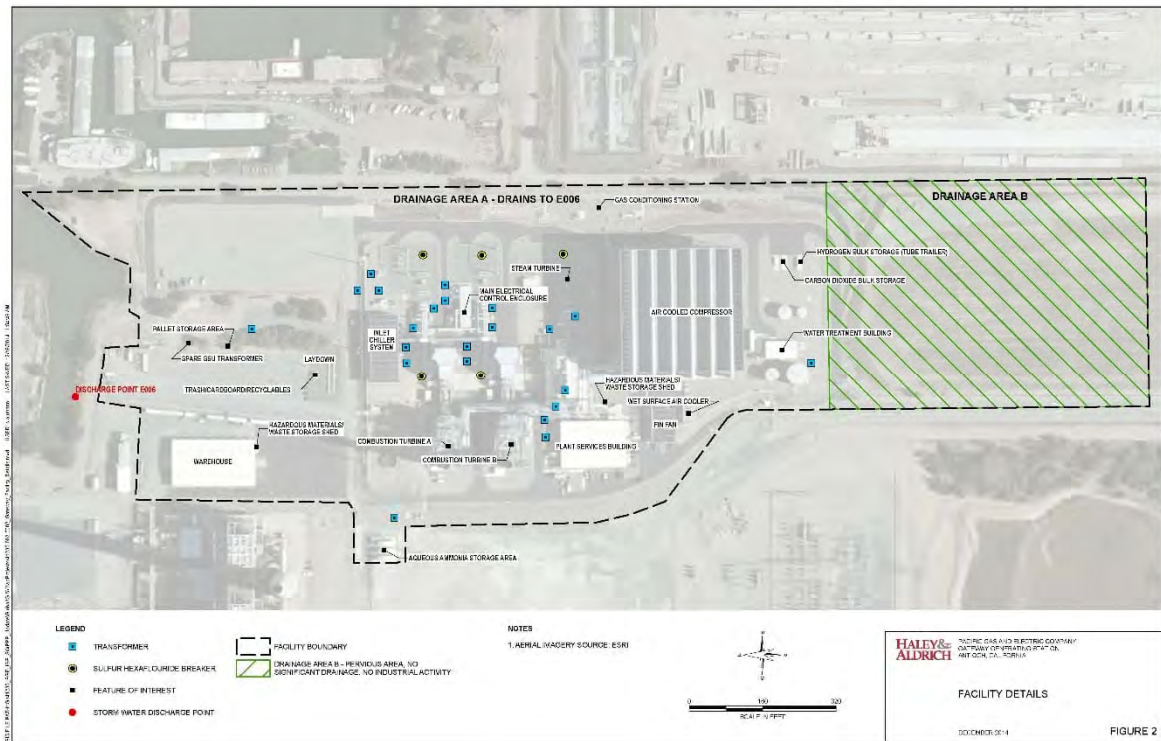 DRAINAGE AREA A - DRAINS TO E006
GAS CONDITIONING STATION
DRAINAGE AREA B
HYDROGEN BULK STORAGE (TUBE TRAILER)
CARBON DIOXIDE BULK STORAGE
STEAM TURBINE
MAIN ELECTRICAL
CONTROL ENCLOSURE
AIR COOLED COMPRESSOR
PALLET STORAGE AREA
SPARE GSU TRANSFORMER
INLET
CHILLER
SYSTEM
LAYDOWN
WATER TREATMENT BUILDING
TRASH/CARDBOARD/RECYCLABLES
DISCHARGE POINT E006
HAZARDOUS MATERIALS/
WASTE STORAGE SHED
WET SURFACE AIR COOLER
FIN FAN
HAZARDOUS MATERIALS/
WASTE STORAGE SHED
WAREHOUSE
COMBUSTION TURBINE A
COMBUSTION TURBINE B
PLANT SERVICES BUILDING
AQUEOUS AMMONIA STORAGE AREA
LEGEND
TRANSFORMER
SULFUR HEXAFLOURIDE BREAKER
FEATURE OF INTEREST
STORM WATER DISCHARGE POINT
FACILITY BOUNDARY
DRAINAGE AREA B - PERVIOUS AREA, NO
SIGNIFICANT DRAINAGE, NO INDUSTRIAL ACTIVITY
NOTES
1. AERIAL IMAGERY SOURCE: ESRI
0 160 320
SCALE IN FEET
HALEY &
ALDRICH
PACIFIC GAS AND ELECTRIC COMPANY
GATEWAY GENERATING STATION
ANTIOCH, CALIFORNIA
FACILITY DETAILS
DECEMBER 2014
FIGURE 2